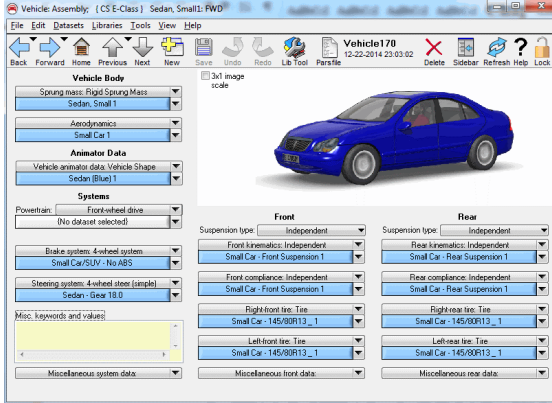 Vehicle: Assembly; { CS E-Class } Sedan, Small1: FWD
File Edit Datasets Libraries Tools View Help
Back Forward Home Previous Next New Save Undo Redo Lib Tool Parsfile
Vehicle170
12-22-2014 23:03:02
Delete Sidebar Refresh Help Lock
Vehicle Body
Sprung mass: Rigid Sprung Mass
Sedan, Small 1
Aerodynamics
Small Car 1
Animator Data
Vehicle animator data: Vehicle Shape
Sedan (Blue) 1
Systems
Powertrain: Front-wheel drive
{No dataset selected}
Brake system: 4-wheel system
Small Car/SUV - No ABS
Steering system: 4-wheel steer (simple)
Sedan - Gear 18.0
Misc. keywords and values
Miscellaneous system data:
3x1 image
scale
Front
Suspension type: Independent
Front kinematics: Independent
Small Car - Front Suspension 1
Front compliance: Independent
Small Car - Front Suspension 1
Right-front tire: Tire
Small Car - 145/80R13 _ 1
Left-front tire: Tire
Small Car - 145/80R13 _ 1
Miscellaneous front data:
Rear
Suspension type: Independent
Rear kinematics: Independent
Small Car - Rear Suspension 1
Rear compliance: Independent
Small Car - Rear Suspension 1
Right-rear tire: Tire
Small Car - 145/80R13 _ 1
Left-rear tire: Tire
Small Car - 145/80R13 _ 1
Miscellaneous rear data: